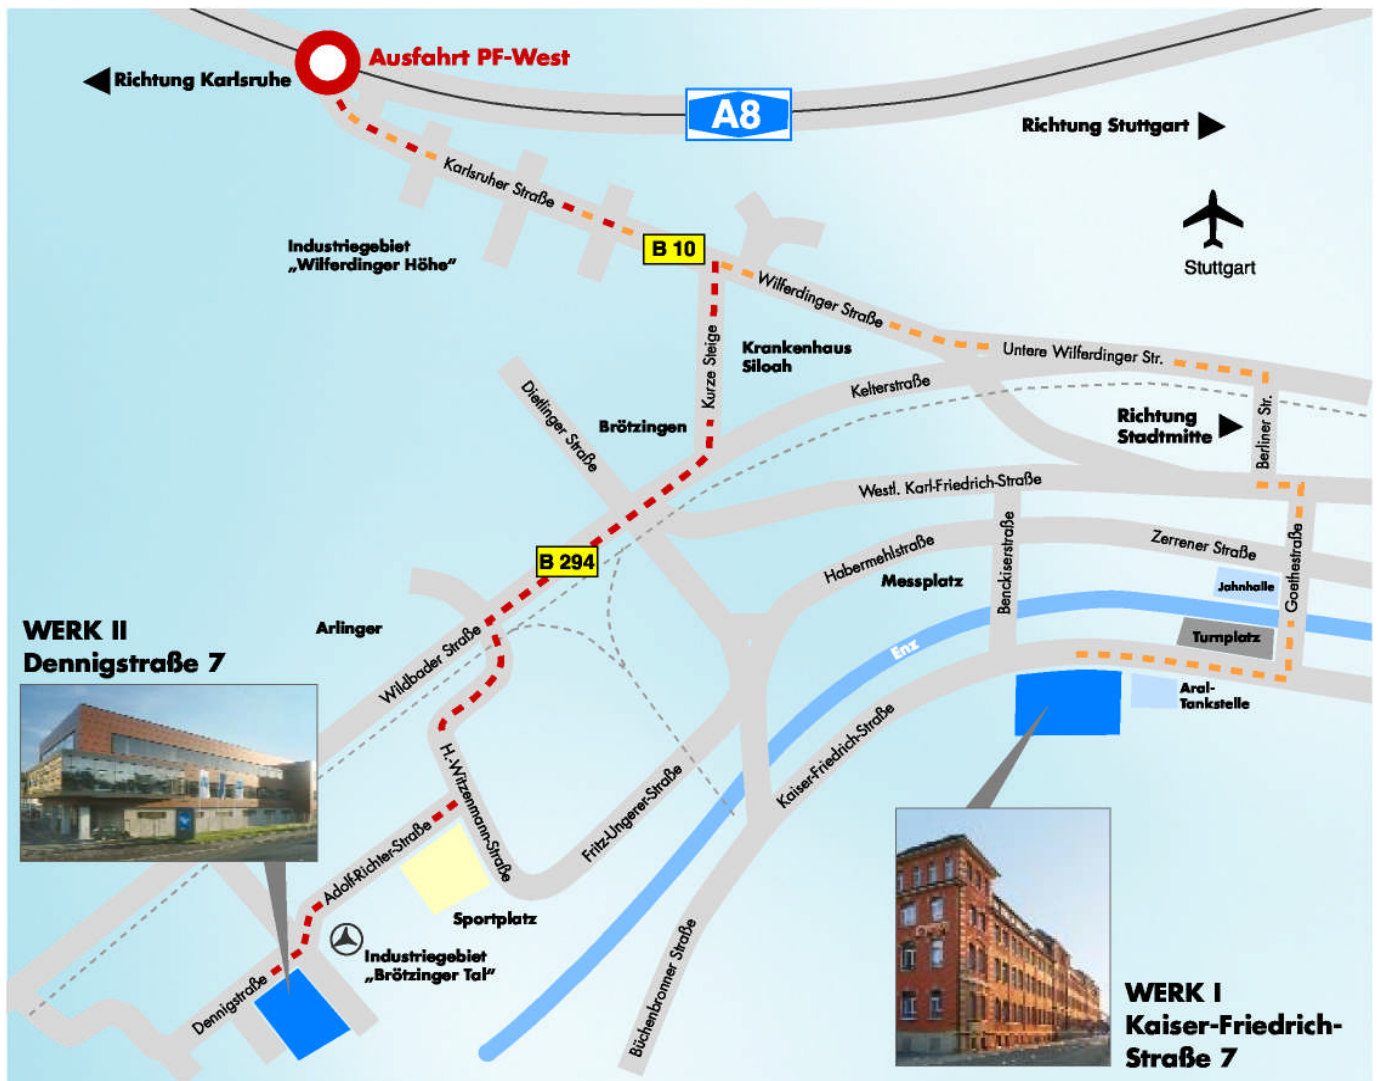 Ausfahrt PF-West
Richtung Karlsruhe
A8
Richtung Stuttgart
Karlsruher Straße
Industriegebiet
„Wilferdinger Höhe“
B 10
Stuttgart
Wilferdinger Straße
Krankenhaus
Siloah
Kurze Steige
Untere Wilferdinger Str.
Kelterstraße
Dietlinger Straße
Brötzingen
Richtung
Stadtmitte
Berliner Str.
Westl. Karl-Friedrich-Straße
B 294
Habermehlstraße
Messplatz
Benckiserstraße
Zerrener Straße
Jahnhalle
Goethestraße
Turnplatz
Enz
Arlinger
WERK II
Dennigstraße 7
Wildbader Straße
Aral-
Tankstelle
Kaiser-Friedrich-Straße
H.-Witzenmann-Straße
Fritz-Ungerer-Straße
Adolf-Richter-Straße
Sportplatz
Industriegebiet
„Brötzinger Tal“
Dennigstraße
Büchenbronner Straße
WERK I
Kaiser-Friedrich-
Straße 7